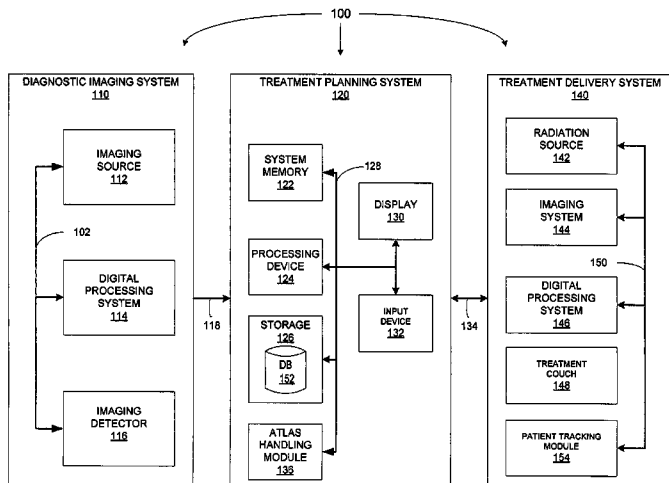 100
DIAGNOSTIC IMAGING SYSTEM
110
IMAGING
SOURCE
112
102
DIGITAL
PROCESSING
SYSTEM
114
IMAGING
DETECTOR
116
118
TREATMENT PLANNING SYSTEM
120
SYSTEM
MEMORY
122
128
DISPLAY
130
PROCESSING
DEVICE
124
INPUT
DEVICE
132
STORAGE
126
DB
152
ATLAS
HANDLING
MODULE
136
134
TREATMENT DELIVERY SYSTEM
140
RADIATION
SOURCE
142
IMAGING
SYSTEM
144
150
DIGITAL
PROCESSING
SYSTEM
146
TREATMENT
COUCH
148
PATIENT TRACKING
MODULE
154